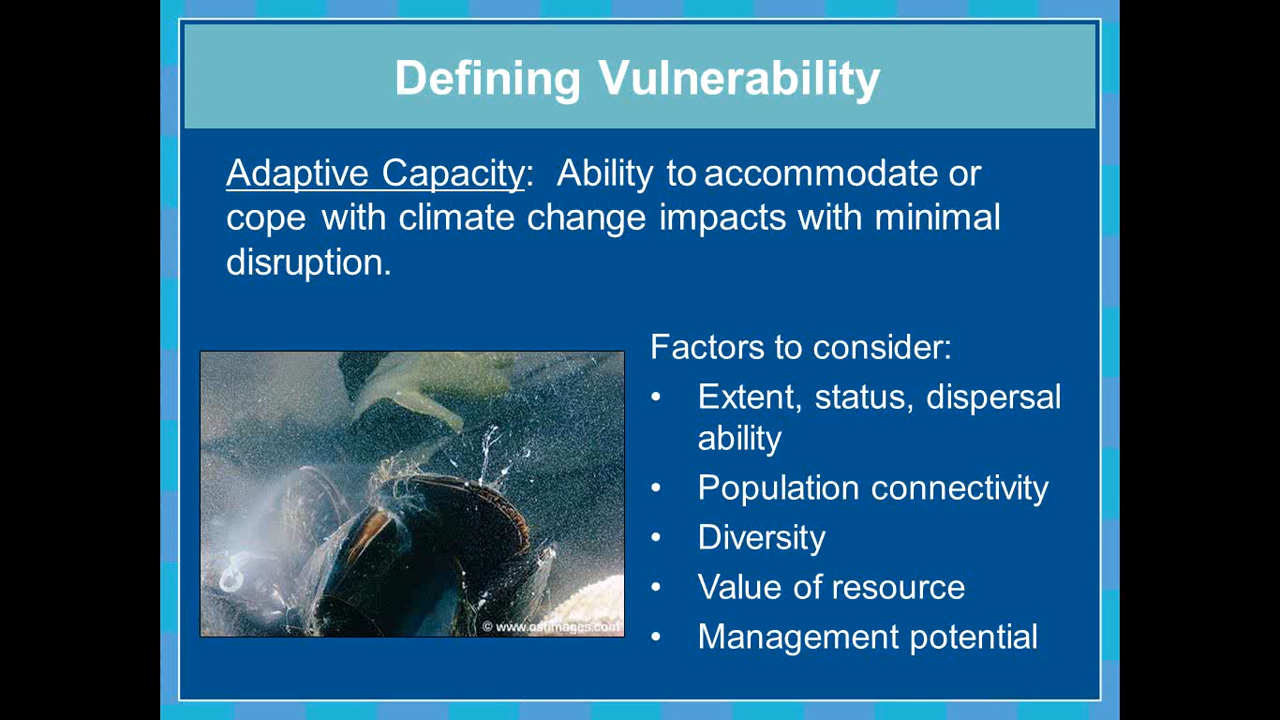 Defining Vulnerability
Adaptive Capacity: Ability to accommodate or
cope with climate change impacts with minimal
disruption.
Factors to consider:
• Extent, status, dispersal
ability
• Population connectivity
• Diversity
• Value of resource
• Management potential